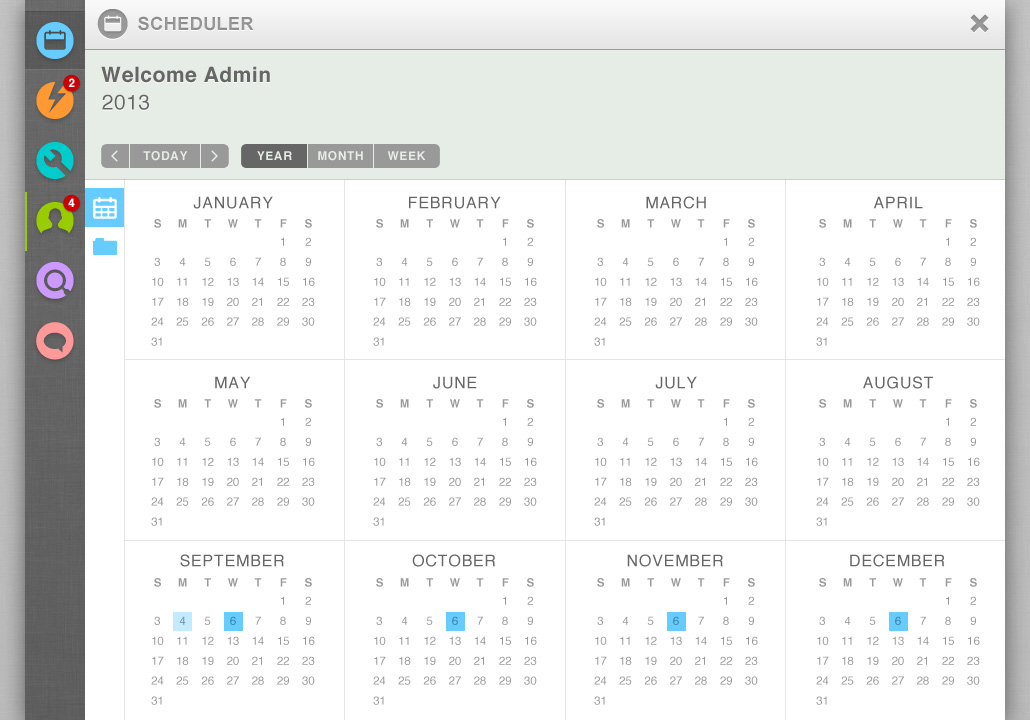 SCHEDULER
Welcome Admin
2013
TODAY
YEAR MONTH WEEK
2
4
JANUARY FEBRUARY MARCH APRIL
S M T W T F S S M T W T F S S M T W T F S S M T W T F S
1 2 1 2 1 2 1 2
3 4 5 6 7 8 9 3 4 5 6 7 8 9 3 4 5 6 7 8 9 3 4 5 6 7 8 9
10 11 12 13 14 15 16 10 11 12 13 14 15 16 10 11 12 13 14 15 16 10 11 12 13 14 15 16
17 18 19 20 21 22 23 17 18 19 20 21 22 23 17 18 19 20 21 22 23 17 18 19 20 21 22 23
24 25 26 27 28 29 30 24 25 26 27 28 29 30 24 25 26 27 28 29 30 24 25 26 27 28 29 30
31 31 31 31
MAY JUNE JULY AUGUST
S M T W T F S S M T W T F S S M T W T F S S M T W T F S
1 2 1 2 1 2 1 2
3 4 5 6 7 8 9 3 4 5 6 7 8 9 3 4 5 6 7 8 9 3 4 5 6 7 8 9
10 11 12 13 14 15 16 10 11 12 13 14 15 16 10 11 12 13 14 15 16 10 11 12 13 14 15 16
17 18 19 20 21 22 23 17 18 19 20 21 22 23 17 18 19 20 21 22 23 17 18 19 20 21 22 23
24 25 26 27 28 29 30 24 25 26 27 28 29 30 24 25 26 27 28 29 30 24 25 26 27 28 29 30
31 31 31 31
SEPTEMBER OCTOBER NOVEMBER DECEMBER
S M T W T F S S M T W T F S S M T W T F S S M T W T F S
1 2 1 2 1 2 1 2
3 4 5 6 7 8 9 3 4 5 6 7 8 9 3 4 5 6 7 8 9 3 4 5 6 7 8 9
10 11 12 13 14 15 16 10 11 12 13 14 15 16 10 11 12 13 14 15 16 10 11 12 13 14 15 16
17 18 19 20 21 22 23 17 18 19 20 21 22 23 17 18 19 20 21 22 23 17 18 19 20 21 22 23
24 25 26 27 28 29 30 24 25 26 27 28 29 30 24 25 26 27 28 29 30 24 25 26 27 28 29 30
31 31 31 31